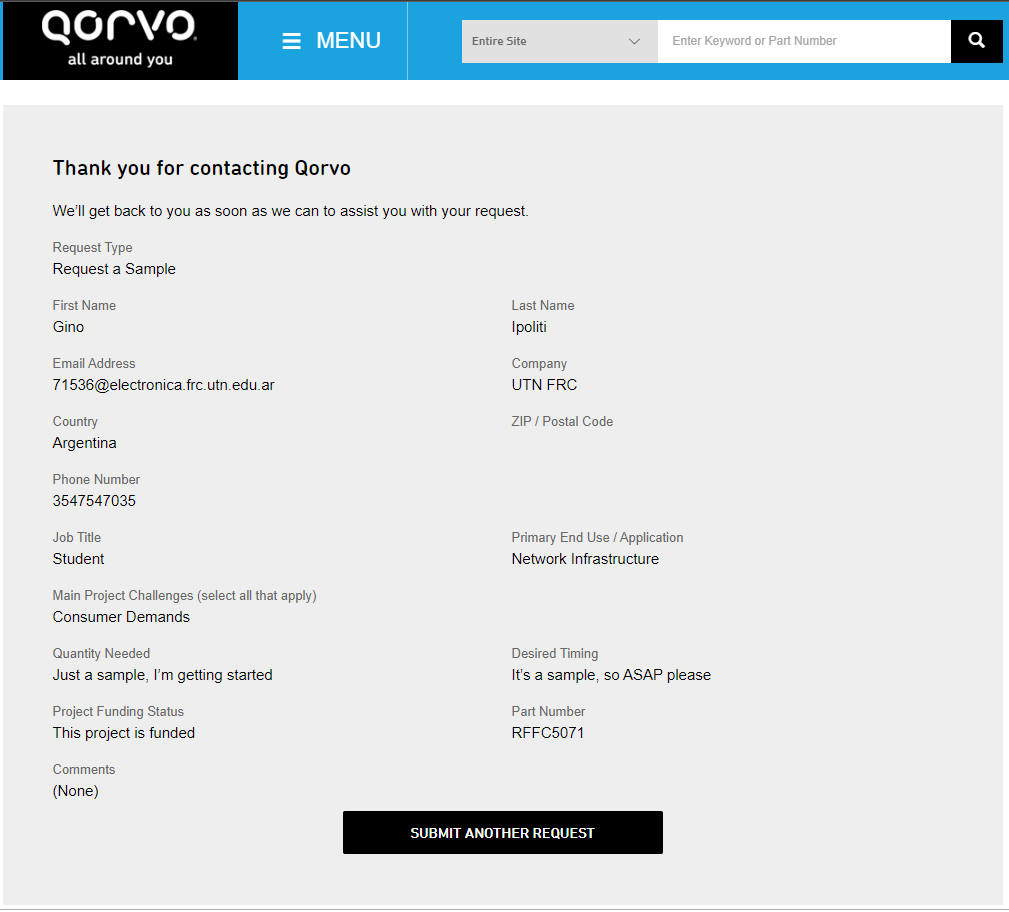 QORVO
all around you
MENU
Entire Site
Enter Keyword or Part Number
Thank you for contacting Qorvo
We’ll get back to you as soon as we can to assist you with your request.
Request Type
Request a Sample
First Name
Gino
Last Name
Ipoliti
Email Address
71536@electronica.frc.utn.edu.ar
Company
UTN FRC
Country
Argentina
ZIP / Postal Code
Phone Number
3547547035
Job Title
Student
Primary End Use / Application
Network Infrastructure
Main Project Challenges (select all that apply)
Consumer Demands
Quantity Needed
Just a sample, I’m getting started
Desired Timing
It’s a sample, so ASAP please
Project Funding Status
This project is funded
Part Number
RFFC5071
Comments
(None)
SUBMIT ANOTHER REQUEST